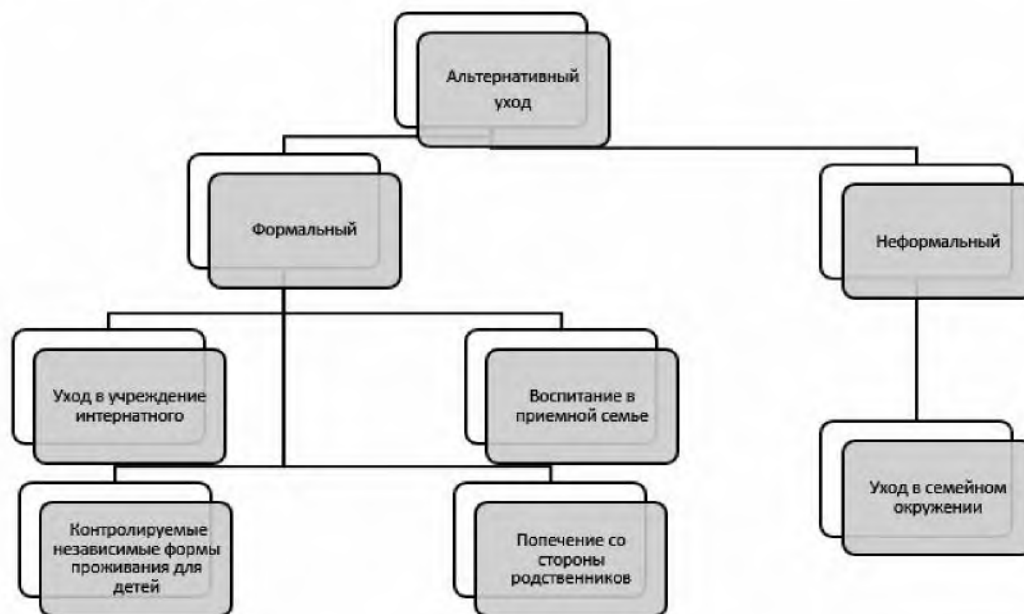 Альтернативный
уход
Формальный
Неформальный
Уход в учреждение
интернатного
Воспитание в
приемной семье
Контролируемые
независимые формы
проживания для
детей
Попечение со
стороны
родственников
Уход в семейном
окружении